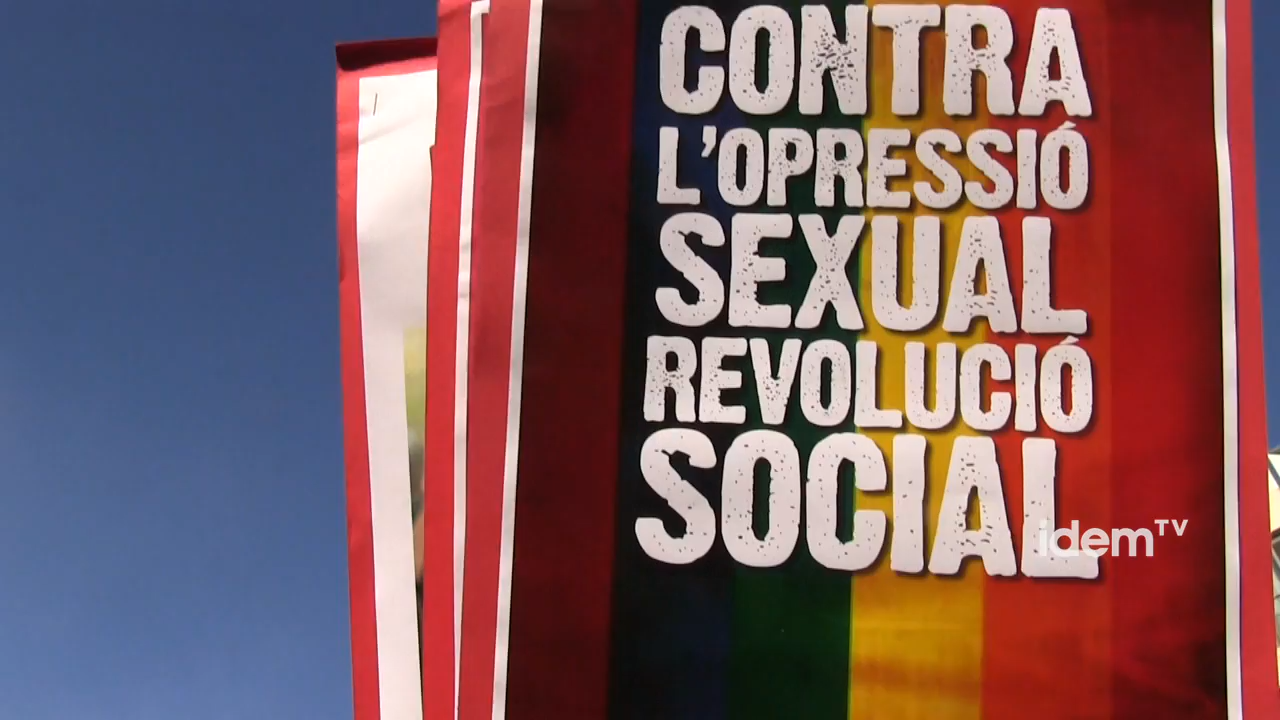 CONTRA
L'OPRESSIÓ
SEXUAL
REVOLUCIÓ
SOCIAL
idemTV